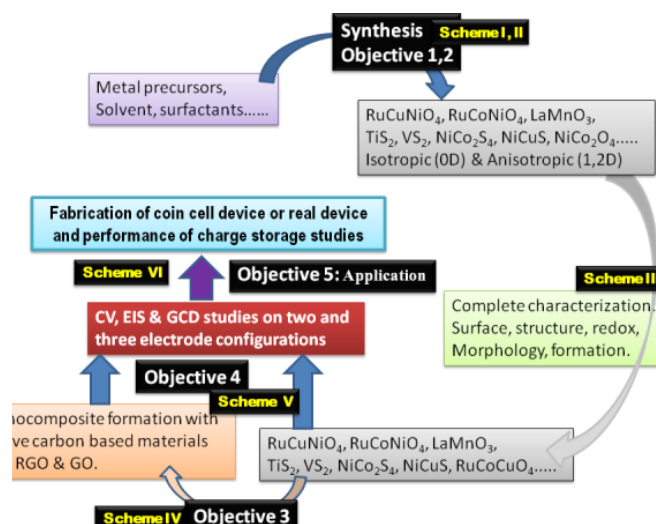 Synthesis Scheme I, II
Objective 1,2
Metal precursors,
Solvent, surfactants......
RuCuNiO₄, RuCoNiO₄, LaMnO₃,
TiS₂, VS₂, NiCo₂S₄, NiCuS, NiCo₂O₄.....
Isotropic (0D) & Anisotropic (1,2D)
Fabrication of coin cell device or real device
and performance of charge storage studies
Scheme VI
Objective 5: Application
Scheme II
Complete characterization.
Surface, structure, redox,
Morphology, formation.
CV, EIS & GCD studies on two and
three electrode configurations
Objective 4
Scheme V
formation with
carbon based materials
RGO & GO.
RuCuNiO₄, RuCoNiO₄, LaMnO₃,
TiS₂, VS₂, NiCo₂S₄, NiCuS, RuCoCuO₄.....
Scheme IV Objective 3